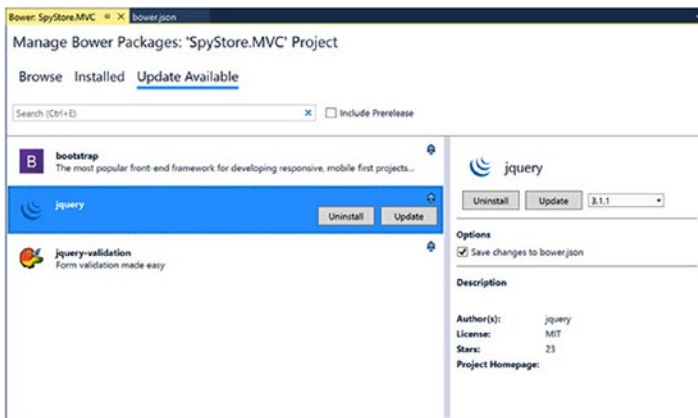 Bower: SpyStore.MVC
bower.json
Manage Bower Packages: 'SpyStore.MVC' Project
Browse Installed Update Available
Search (Ctrl+E)
Include Prerelease
B
bootstrap
The most popular front-end framework for developing responsive, mobile first projects...
jquery
Uninstall Update
jquery-validation
Form validation made easy
jquery
Uninstall Update 3.1.1
Options
Save changes to bower.json
Description
Author(s): jquery
License: MIT
Stars: 23
Project Homepage: